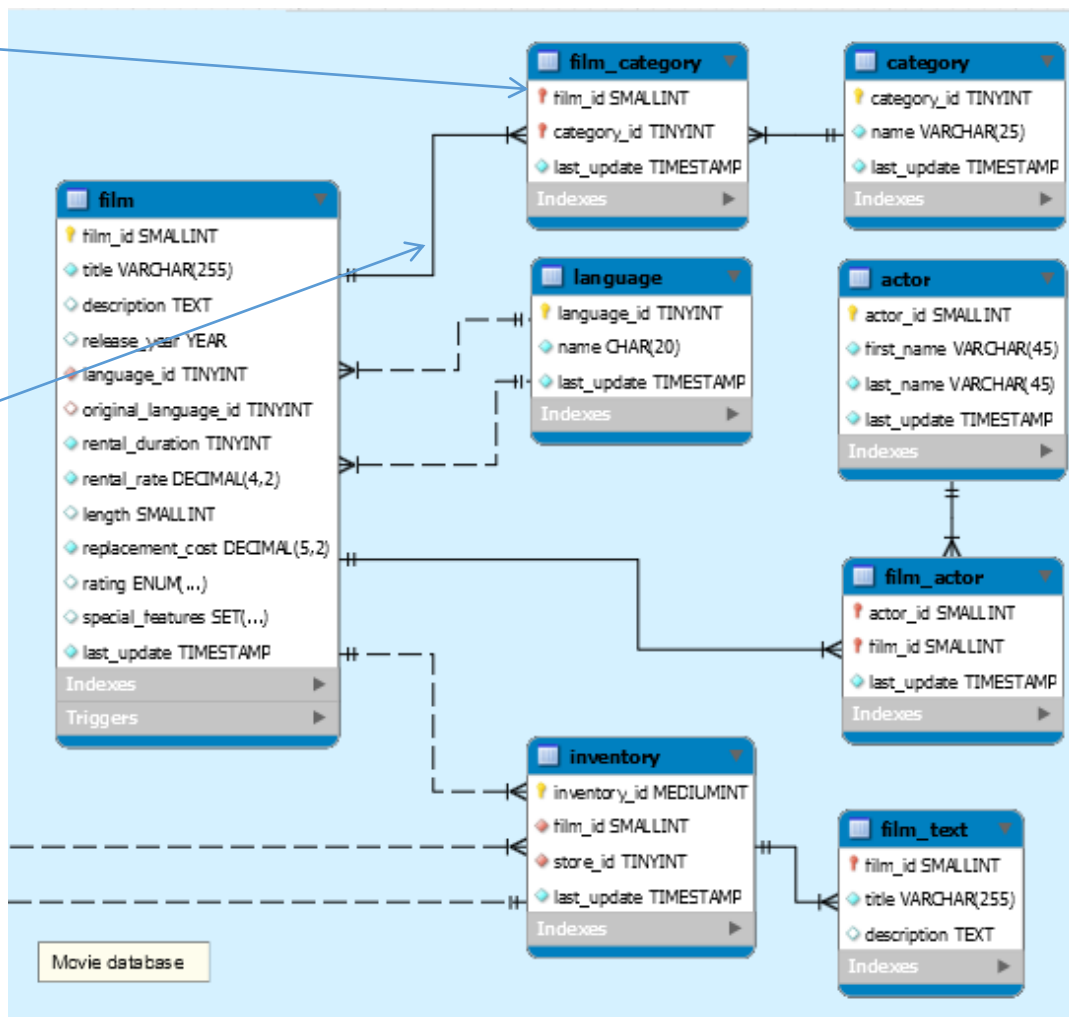 film_category
film_id SMALLINT
category_id TINYINT
last_update TIMESTAMP
Indexes
category
category_id TINYINT
name VARCHAR(25)
last_update TIMESTAMP
Indexes
film
film_id SMALLINT
title VARCHAR(255)
description TEXT
release_year YEAR
language_id TINYINT
original_language_id TINYINT
rental_duration TINYINT
rental_rate DECIMAL(4,2)
length SMALLINT
replacement_cost DECIMAL(5,2)
rating ENUM(...)
special_features SET(...)
last_update TIMESTAMP
Indexes
Triggers
language
language_id TINYINT
name CHAR(20)
last_update TIMESTAMP
Indexes
actor
actor_id SMALLINT
first_name VARCHAR(45)
last_name VARCHAR(45)
last_update TIMESTAMP
Indexes
film_actor
actor_id SMALLINT
film_id SMALLINT
last_update TIMESTAMP
Indexes
inventory
inventory_id MEDIUMINT
film_id SMALLINT
store_id TINYINT
last_update TIMESTAMP
Indexes
film_text
film_id SMALLINT
title VARCHAR(255)
description TEXT
Indexes
Movie database